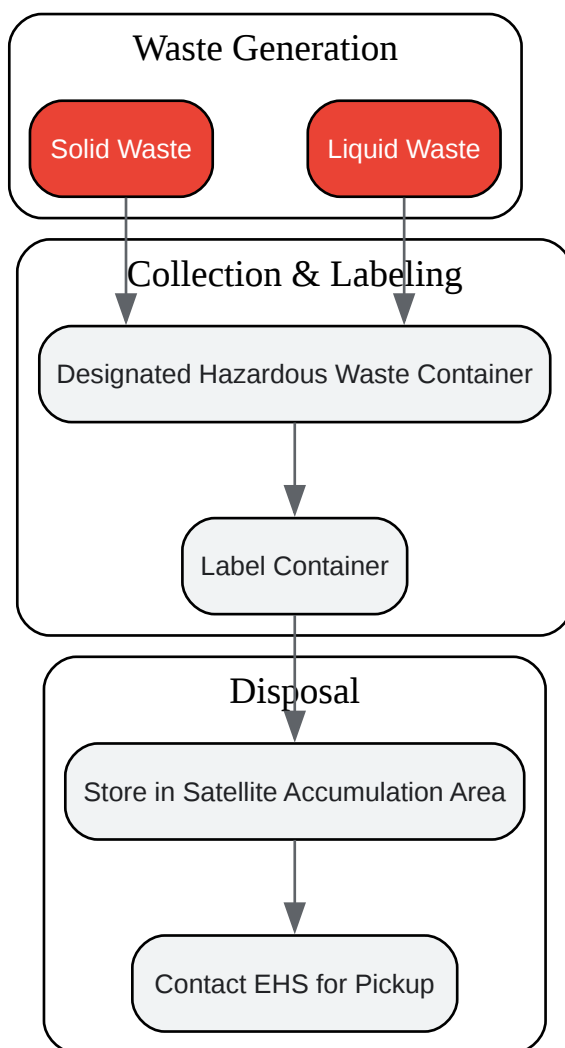 Waste Generation
Solid Waste
Liquid Waste
Collection & Labeling
Designated Hazardous Waste Container
Label Container
Disposal
Store in Satellite Accumulation Area
Contact EHS for Pickup